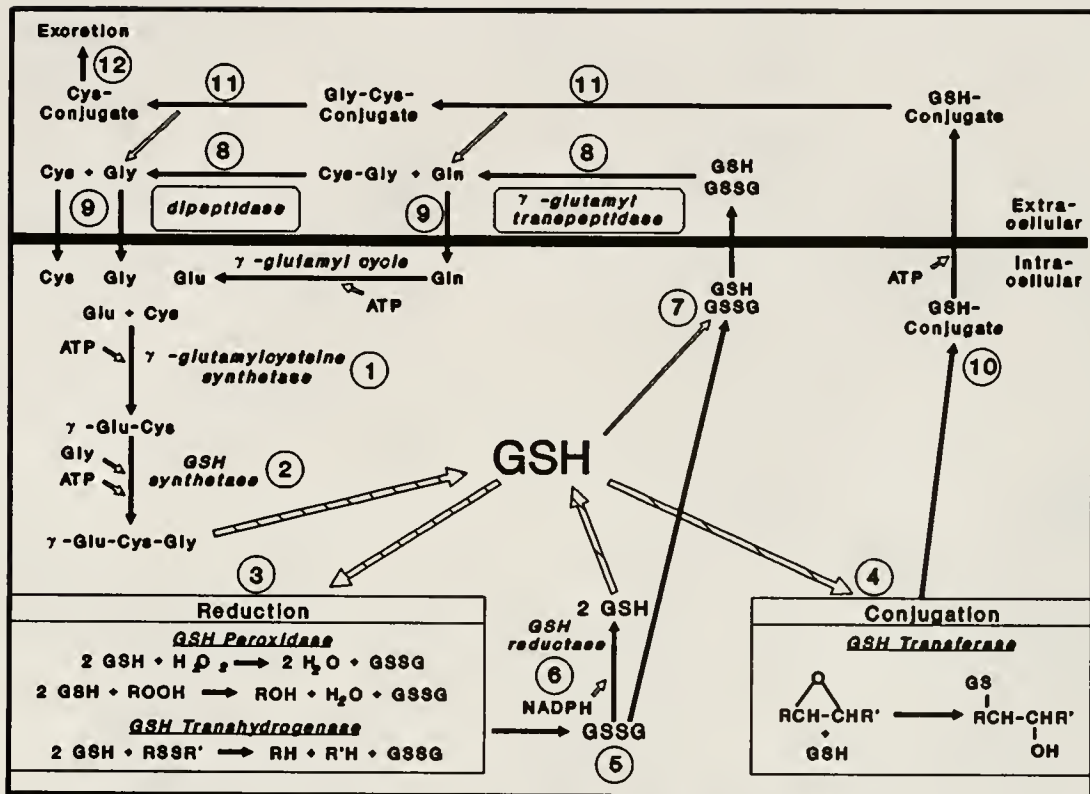 Exoretion
12
Cys-
Conjugate
11
Gly-Cys-
Conjugate
11
GSH-
Conjugate
Cys + Gly
8
Cys-Gly + Gln
8
GSH
GSSG
9
dipeptidase
9
γ -glutamyl
tranepeptidase
Extra-
cellular
Cys Gly Glu
γ -glutamyl cycle
Gln
ATP
ATP
Intra-
oellular
GSH
GSSG
7
GSH-
Conjugate
10
Glu + Cys
ATP
γ -glutamylcysteine
synthetase
1
γ -Glu-Cys
Gly
ATP
GSH
synthetase
2
γ-Glu-Cys-Gly
GSH
3
Reduction
GSH Peroxidase
2 GSH + H2O2 → 2 H2O + GSSG
2 GSH + ROOH → ROH + H2O + GSSG
GSH Transhydrogenase
2 GSH + RSSR' → RH + R'H + GSSG
2 GSH
GSH
reductase
6
NADPH
GSSG
5
4
Conjugation
GSH Transferase
O
RCH-CHR'
+
GSH
GS
RCH-CHR'
OH